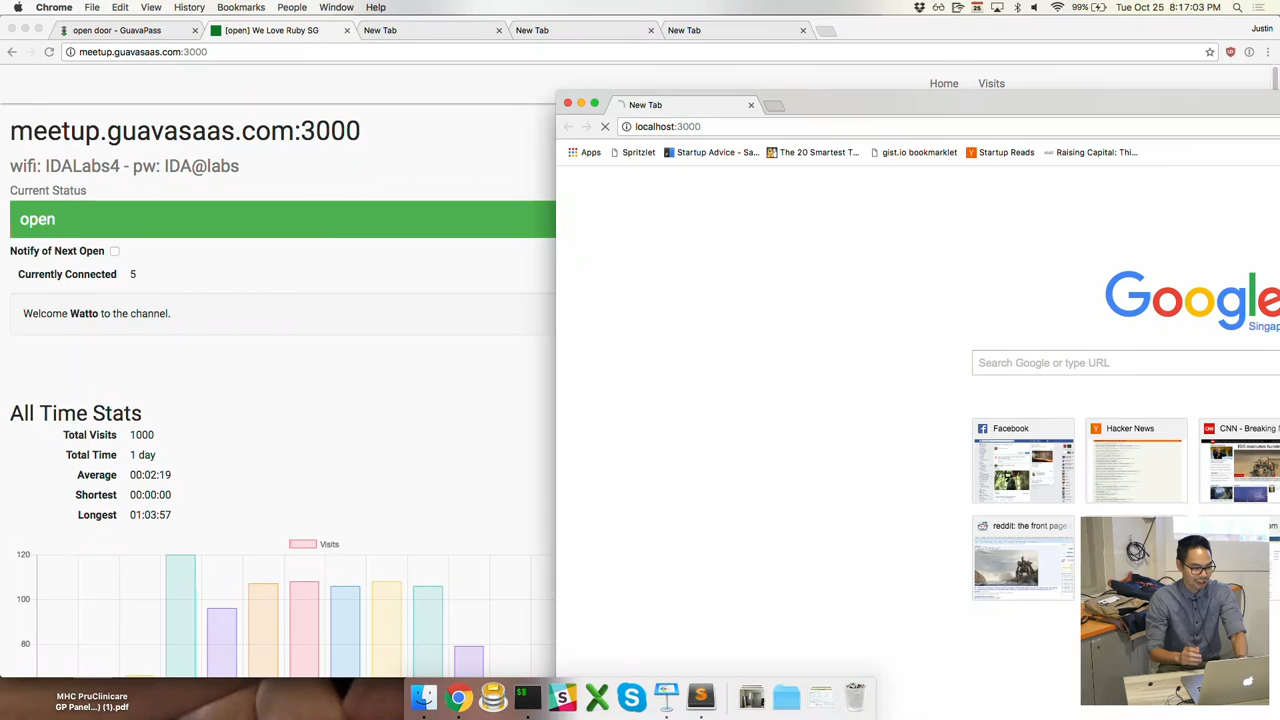 Chrome File Edit View History Bookmarks People Window Help 25 99% Tue Oct 25 8:17:03 PM
open door - GuavaPass [open] We Love Ruby SG New Tab New Tab New Tab Justin
meetup.guavasaas.com:3000
Home Visits
meetup.guavasaas.com:3000
wifi: IDALabs4 - pw: IDA@labs
Current Status
open
Notify of Next Open
Currently Connected 5
Welcome Watto to the channel.
All Time Stats
Total Visits 1000
Total Time 1 day
Average 00:02:19
Shortest 00:00:00
Longest 01:03:57
Visits
120
100
80
New Tab
localhost:3000
Apps Spritzlet Startup Advice - Sa... The 20 Smartest T... gist.io bookmarklet Startup Reads Raising Capital: Thi...
Google
Singap
Search Google or type URL
Facebook Hacker News CNN - Breaking
reddit: the front page
MHC PruClinicare
GP Panel...) (1).pdf